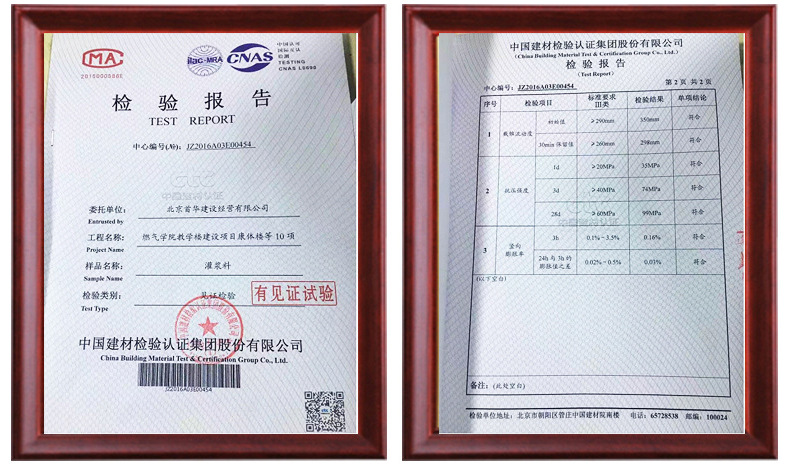 CMA
ilac-MRA
CNAS
中国认可
国际互认
检测
TESTING
CNAS L0690
检 验 报 告
TEST REPORT
中心编号(№): JZ2016A03E00454
委托单位: 北京首华建设经营有限公司
Entrusted by
工程名称: 燃气学院教学楼建设项目康体楼等10项
Project Name
样品名称: 灌浆料
Sample Name
检验类别: 见证检验
Test Type
有见证试验
中国建材检验认证集团股份有限公司
China Building Material Test & Certification Group Co., Ltd.
JZ2016A03E00454
中国建材检验认证集团股份有限公司
(China Building Material Test & Certification Group Co., Ltd.)
检 验 报 告
(Test Report)
中心编号: JZ2016A03E00454 第 2 页 共 2 页
序号 检验项目 标准要求 III类 检验结果 单项结论
1 截锥流动度 初始值 ≥290mm 350mm 符合
30min 保留值 ≥260mm 298mm 符合
2 抗压强度 1d ≥20MPa 35MPa 符合
3d ≥40MPa 74MPa 符合
28d ≥60MPa 99MPa 符合
3 竖向膨胀率 3h 0.1%~3.5% 0.16% 符合
24h 与 3h 的膨胀值之差 0.02%~0.5% 0.03% 符合
(以下空白)
备注: (此处空白)
检验单位地址: 北京市朝阳区管庄中国建材院南楼 电话: 65728538 邮编: 100024